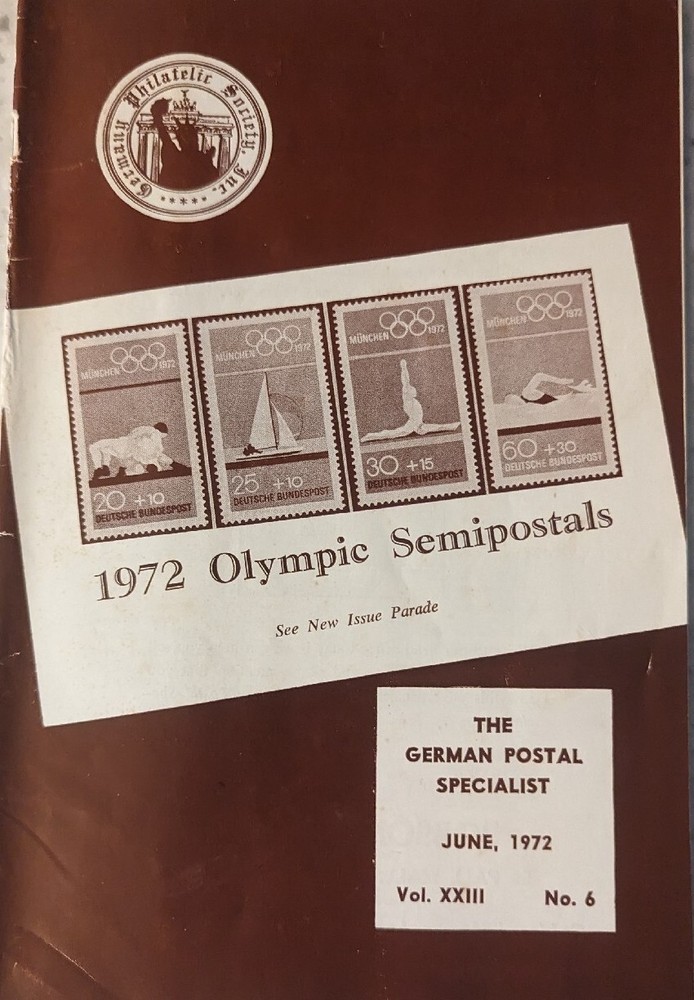 Germany Philatelic Society, Inc.
MÜNCHEN 1972
20 +10
DEUTSCHE BUNDESPOST
MÜNCHEN 1972
25 +10
DEUTSCHE BUNDESPOST
MÜNCHEN 1972
30 +15
DEUTSCHE BUNDESPOST
MÜNCHEN 1972
60 +30
DEUTSCHE BUNDESPOST
1972 Olympic Semipostals
See New Issue Parade
THE
GERMAN POSTAL
SPECIALIST
JUNE, 1972
Vol. XXIII No. 6